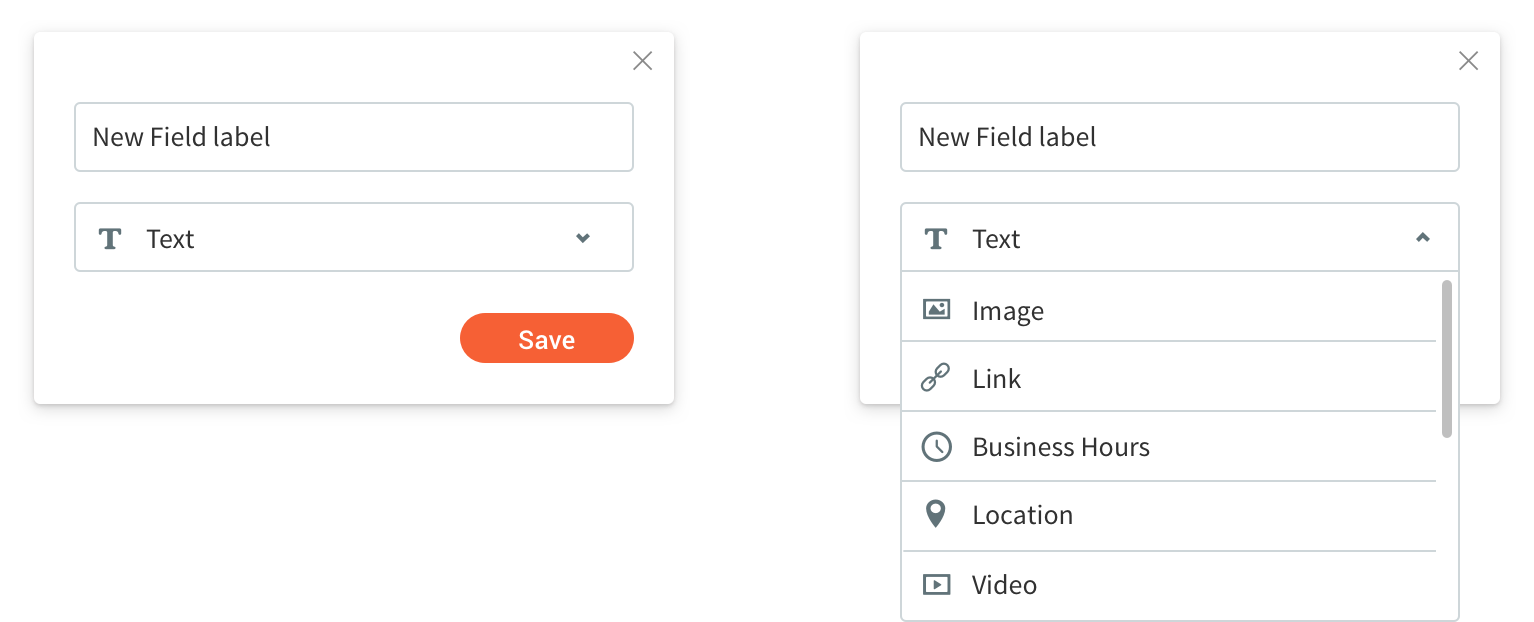 New Field label
Text
Save
New Field label
Text
Image
Link
Business Hours
Location
Video